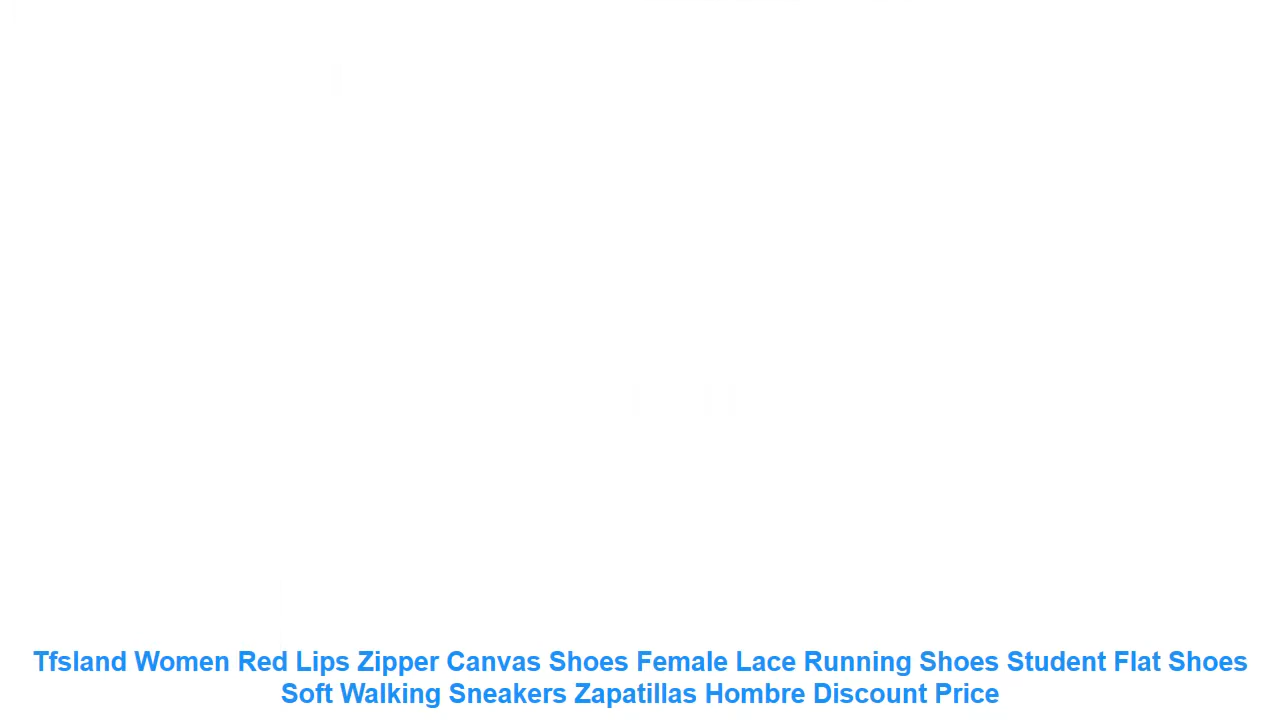 Tfsland Women Red Lips Zipper Canvas Shoes Female Lace Running Shoes Student Flat Shoes
Soft Walking Sneakers Zapatillas Hombre Discount Price